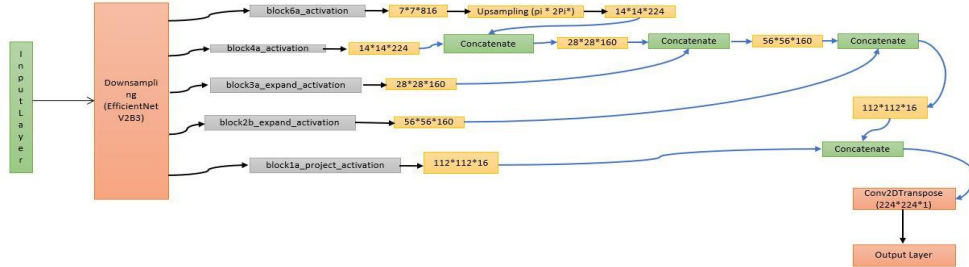 block6a_activation
7*7*816
Upsampling (pi * 2Pi*)
14*14*224
block4a_activation
14*14*224
Concatenate
28*28*160
Concatenate
56*56*160
Concatenate
InputLayer
Downsampli
ng
(EfficientNet
V2B3)
block3a_expand_activation
28*28*160
112*112*16
block2b_expand_activation
56*56*160
Concatenate
block1a_project_activation
112*112*16
Conv2DTranspose
(224*224*1)
Output Layer